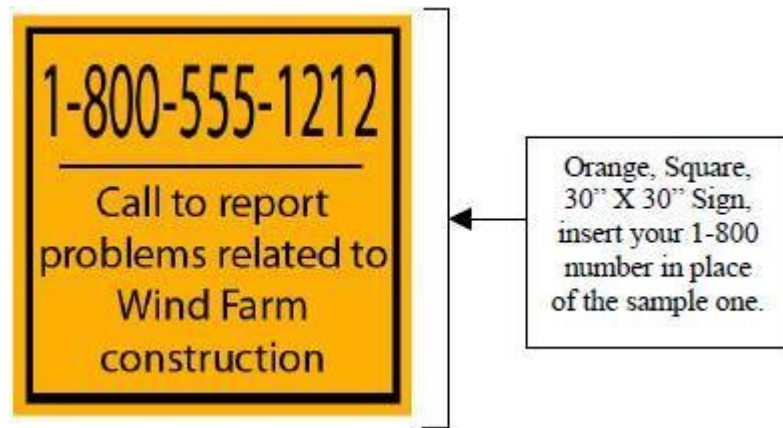 1-800-555-1212
Call to report
problems related to
Wind Farm
construction
Orange, Square,
30” X 30” Sign,
insert your 1-800
number in place
of the sample one.